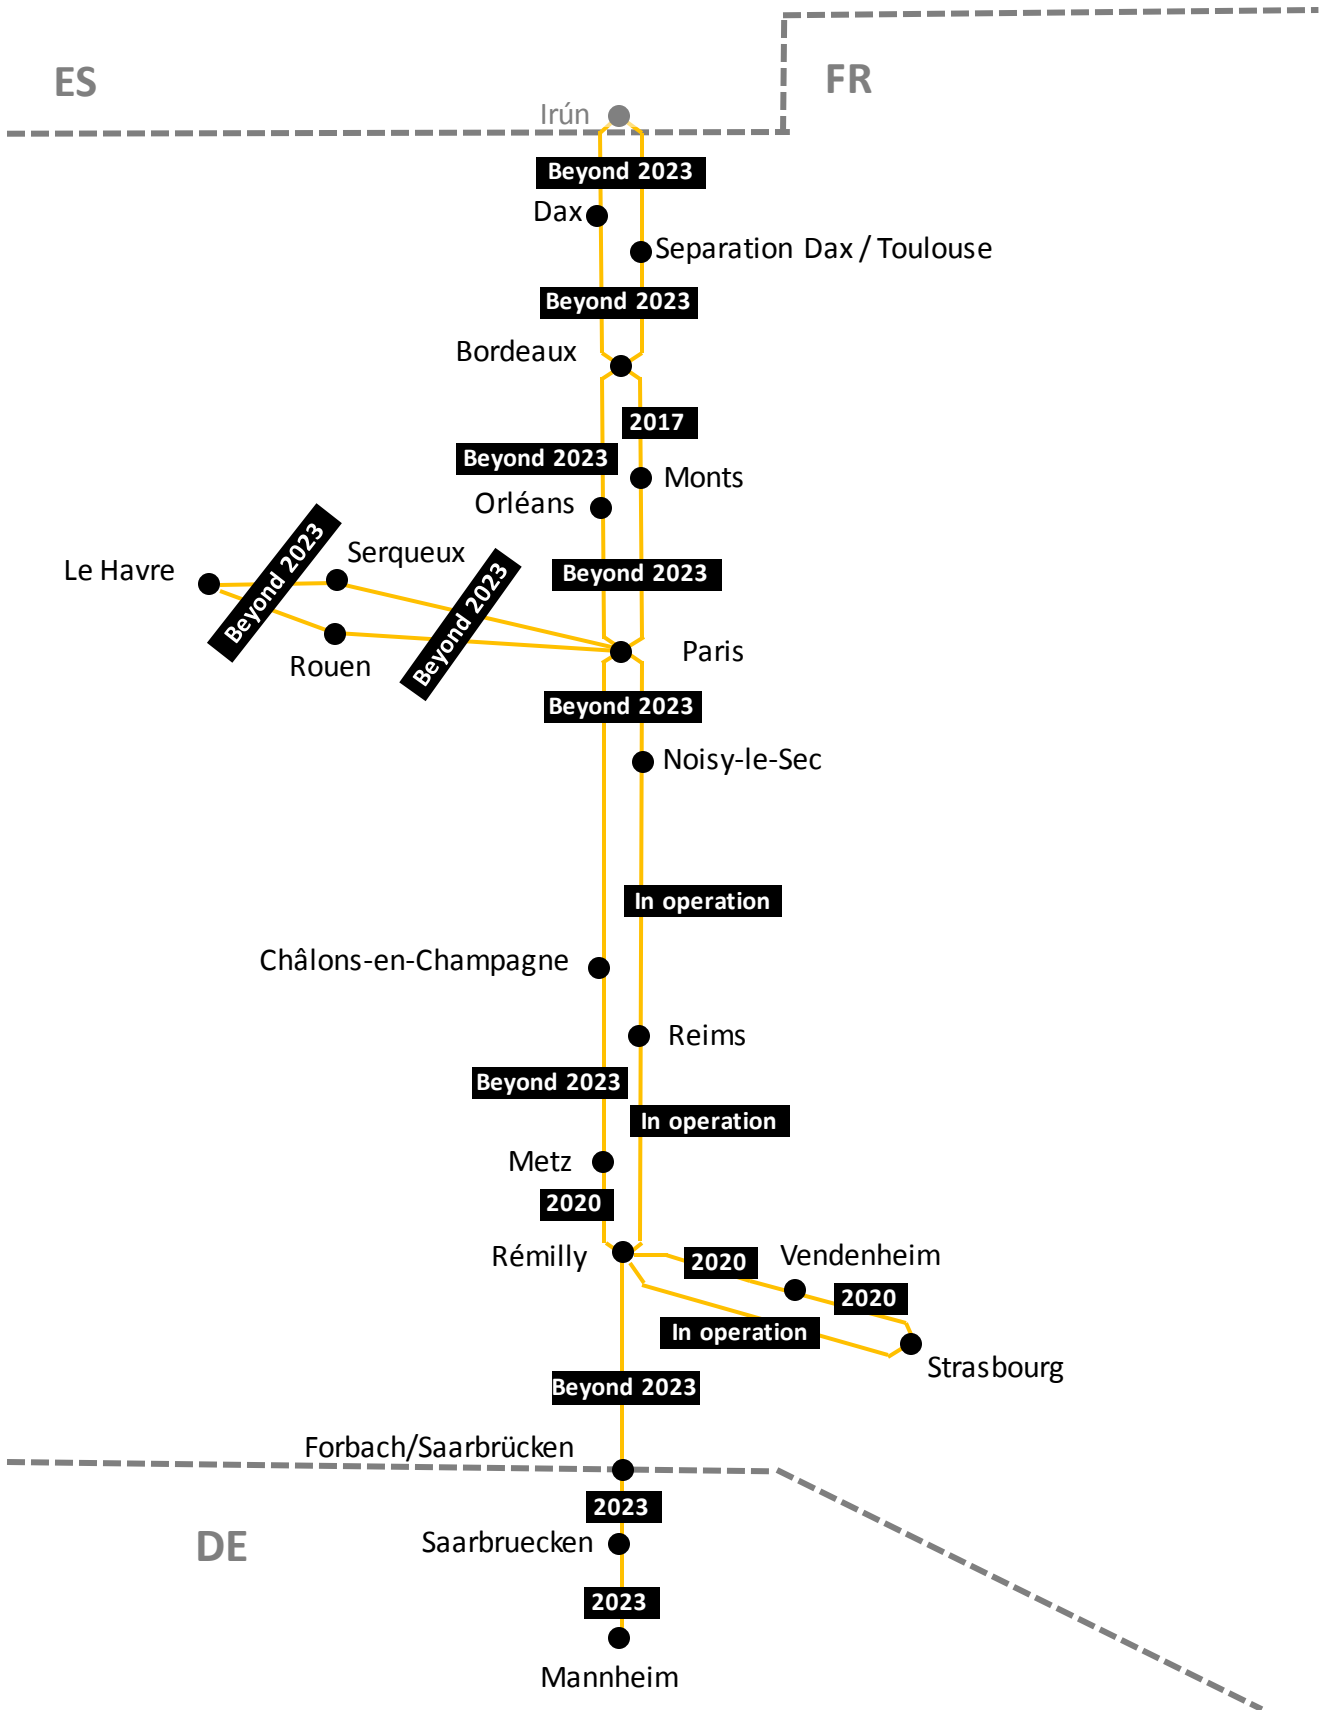 ES
FR
Irún
Beyond 2023
Dax
Separation Dax / Toulouse
Beyond 2023
Bordeaux
2017
Beyond 2023
Monts
Orléans
Beyond 2023
Serqueux
Le Havre
Beyond 2023
Beyond 2023
Rouen
Paris
Beyond 2023
Noisy-le-Sec
In operation
Châlons-en-Champagne
Reims
Beyond 2023
In operation
Metz
2020
Rémilly
2020
Vendenheim
2020
In operation
Strasbourg
Beyond 2023
Forbach/Saarbrücken
2023
DE
Saarbruecken
2023
Mannheim